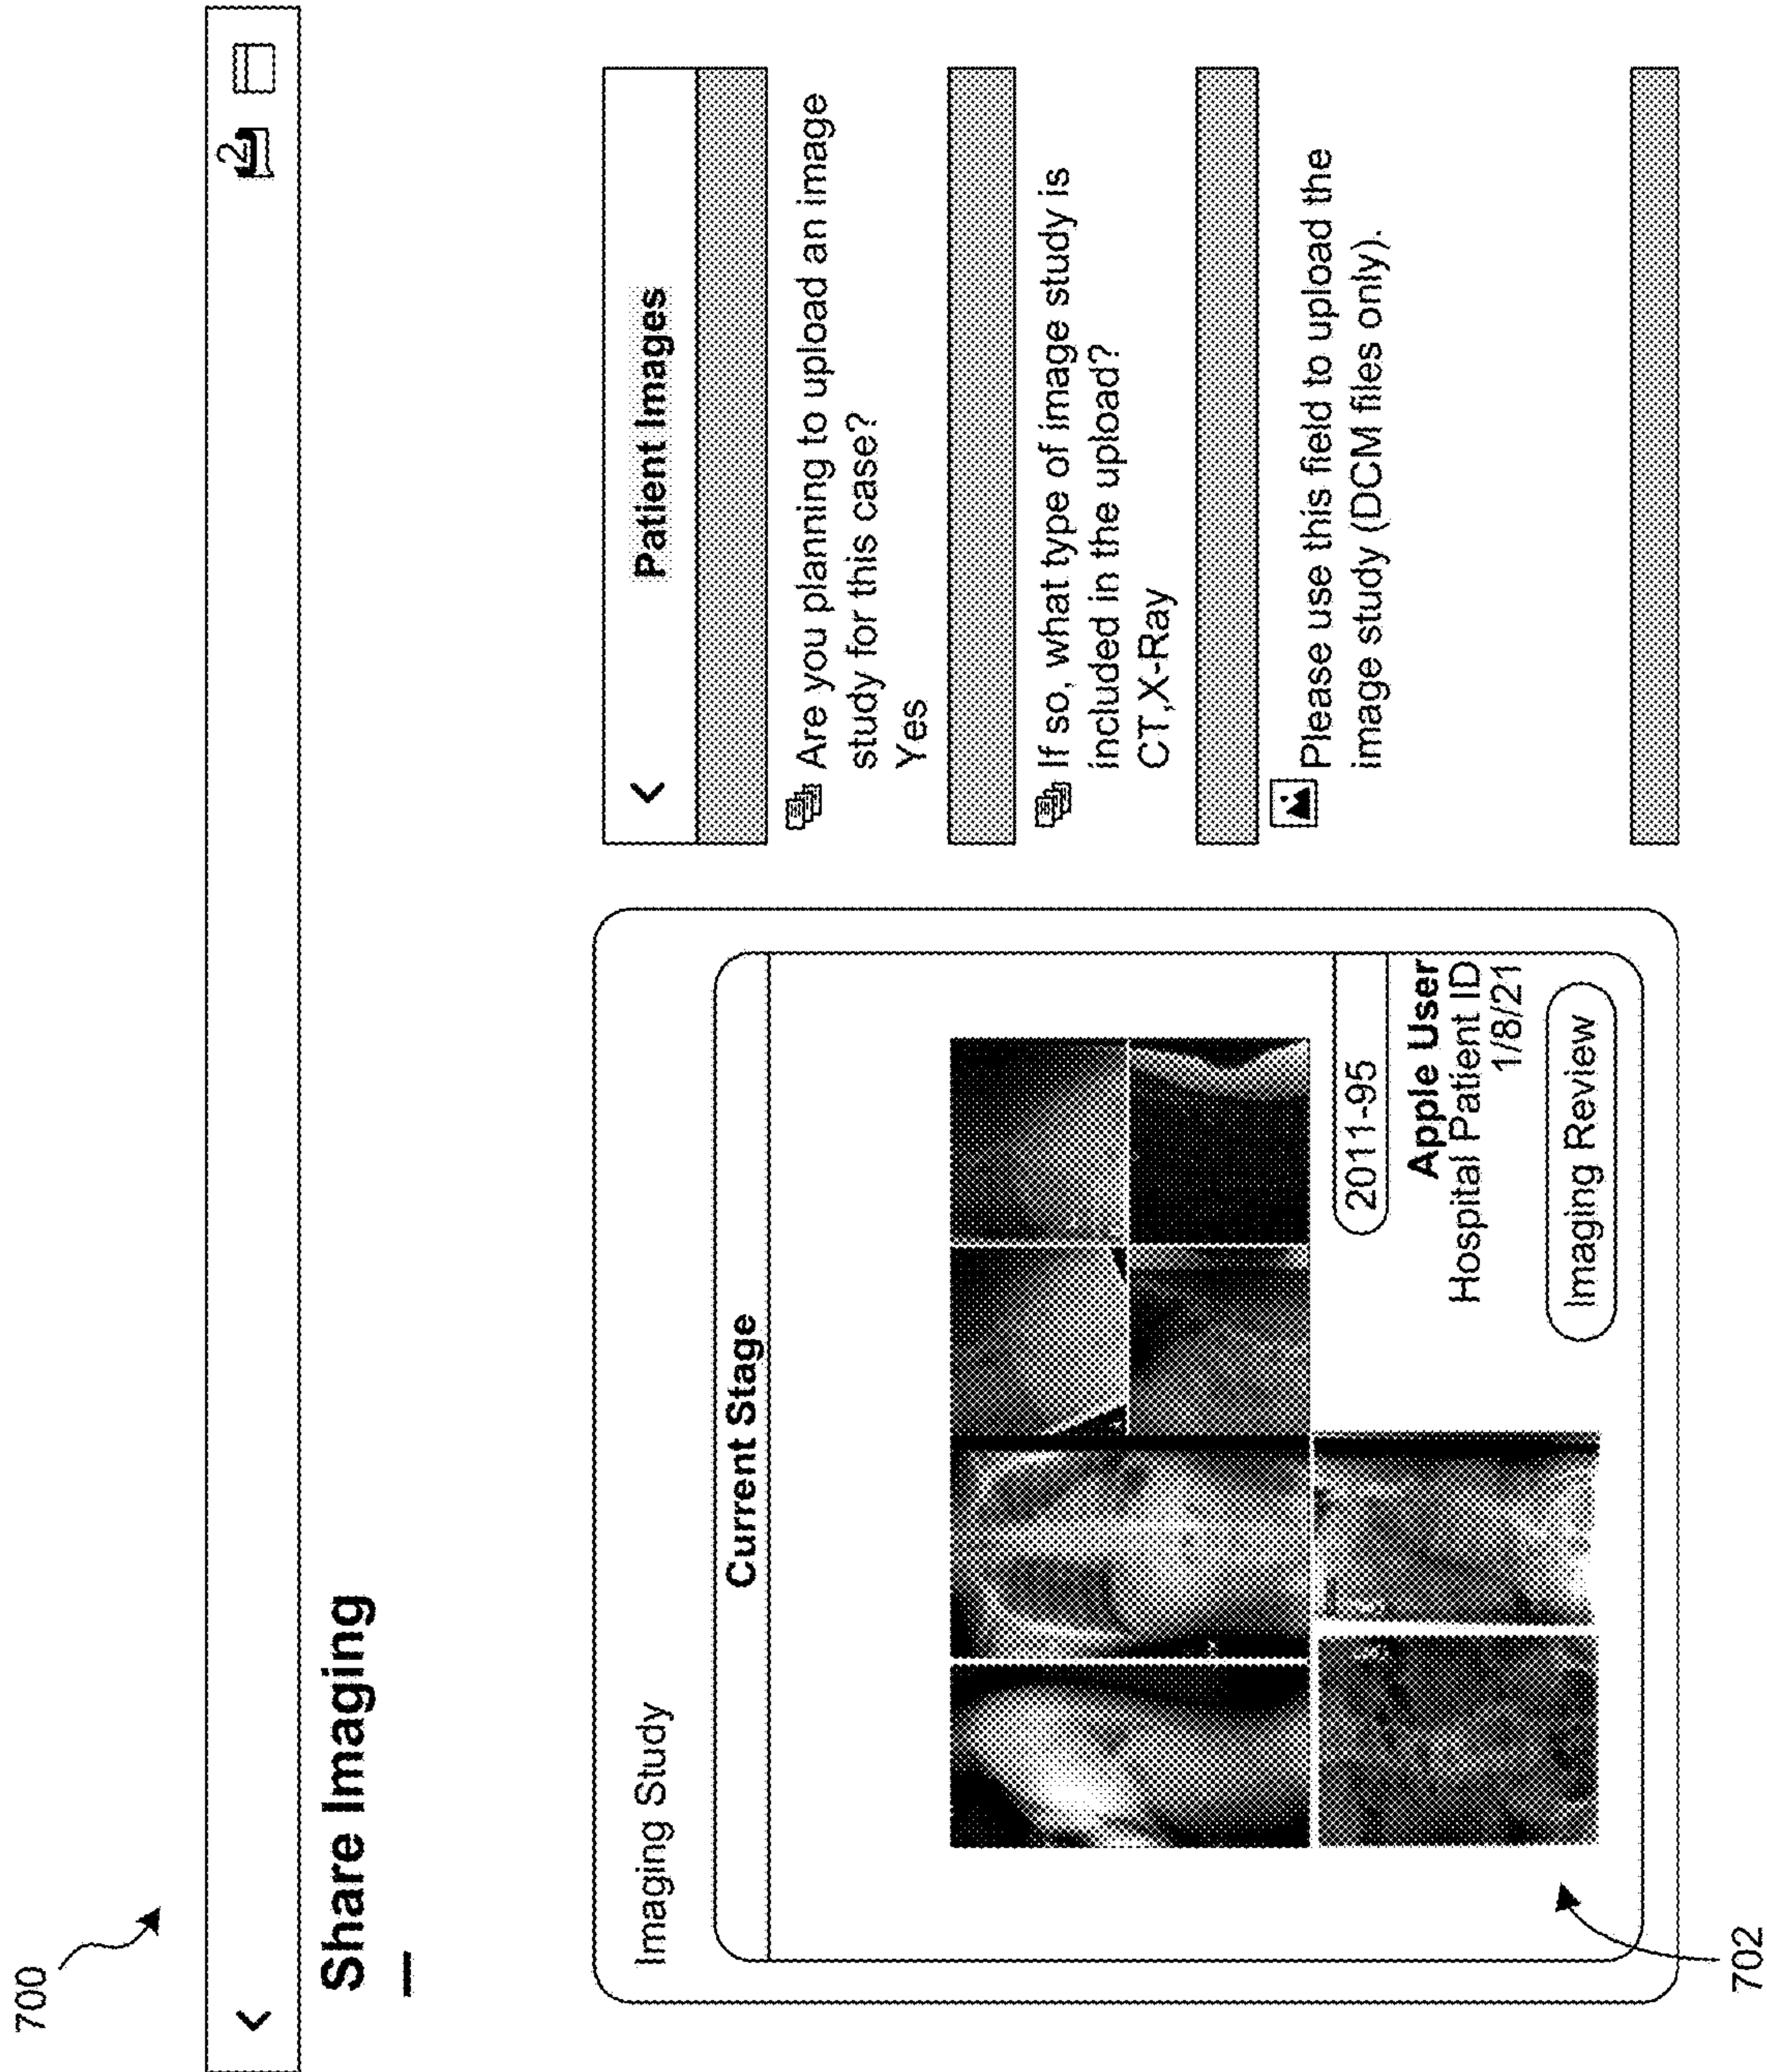 700
2
Share Imaging
Imaging Study
Current Stage
2011-95
Apple User
Hospital Patient ID
1/8/21
Imaging Review
702
Patient Images
Are you planning to upload an image
study for this case?
Yes
If so, what type of image study is
included in the upload?
CT,X-Ray
Please use this field to upload the
image study (DCM files only).